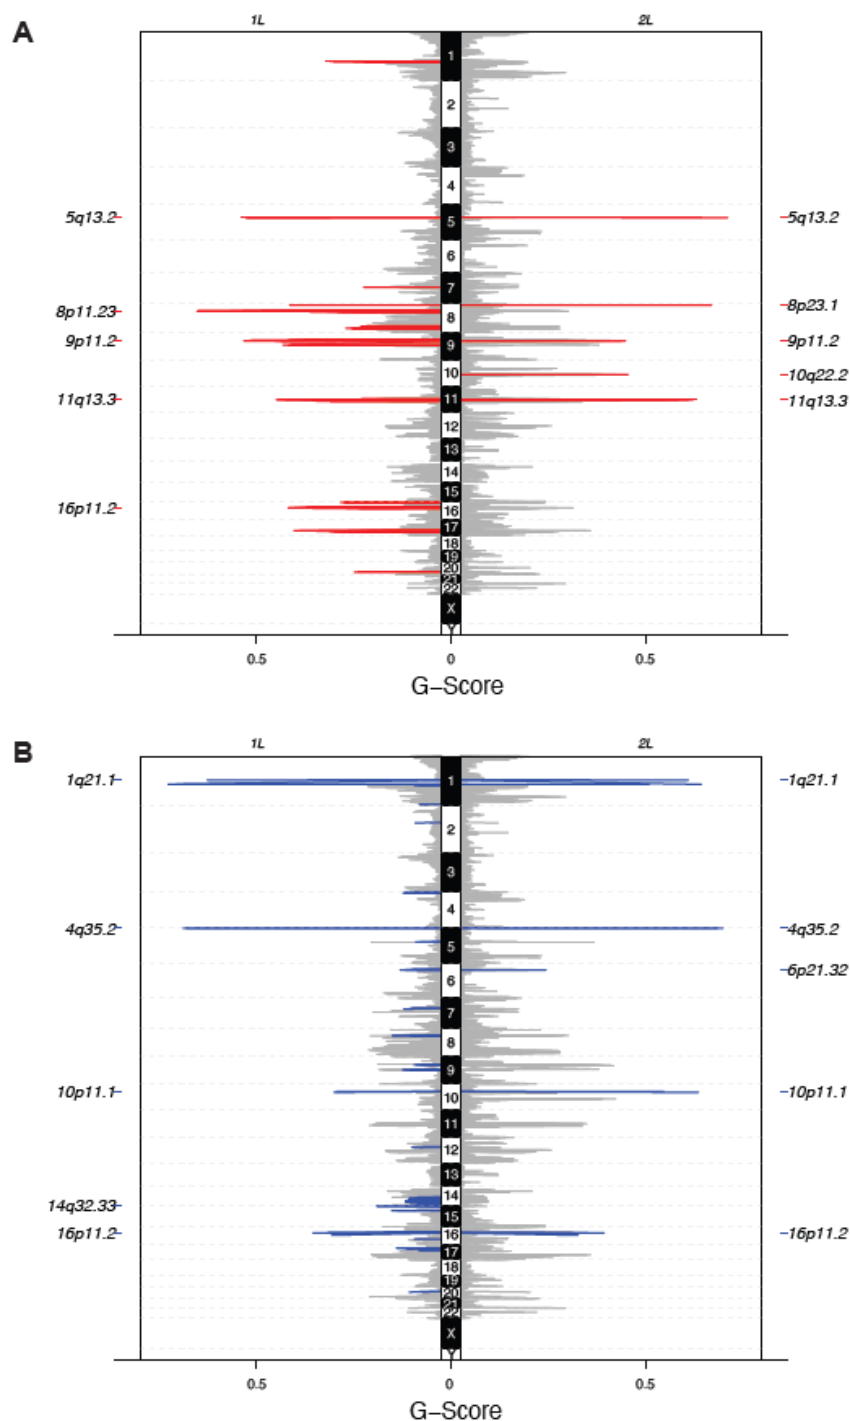 A
1L 2L
1
2
3
4
5q13.2 5 5q13.2
6
7
8p23.1
8p11.23 8
9p11.2 9 9p11.2
10 10q22.2
11q13.3 11 11q13.3
12
13
14
15
16p11.2 16
17
18
19
20
21
22
X
Y
0.5 0 0.5
G-Score
B
1L 2L
1q21.1 1 1q21.1
2
3
4
4q35.2 4q35.2
5
6 6p21.32
7
8
9
10p11.1 10 10p11.1
11
12
13
14
14q32.33
15
16p11.2 16 16p11.2
17
18
19
20
21
22
X
Y
0.5 0 0.5
G-Score